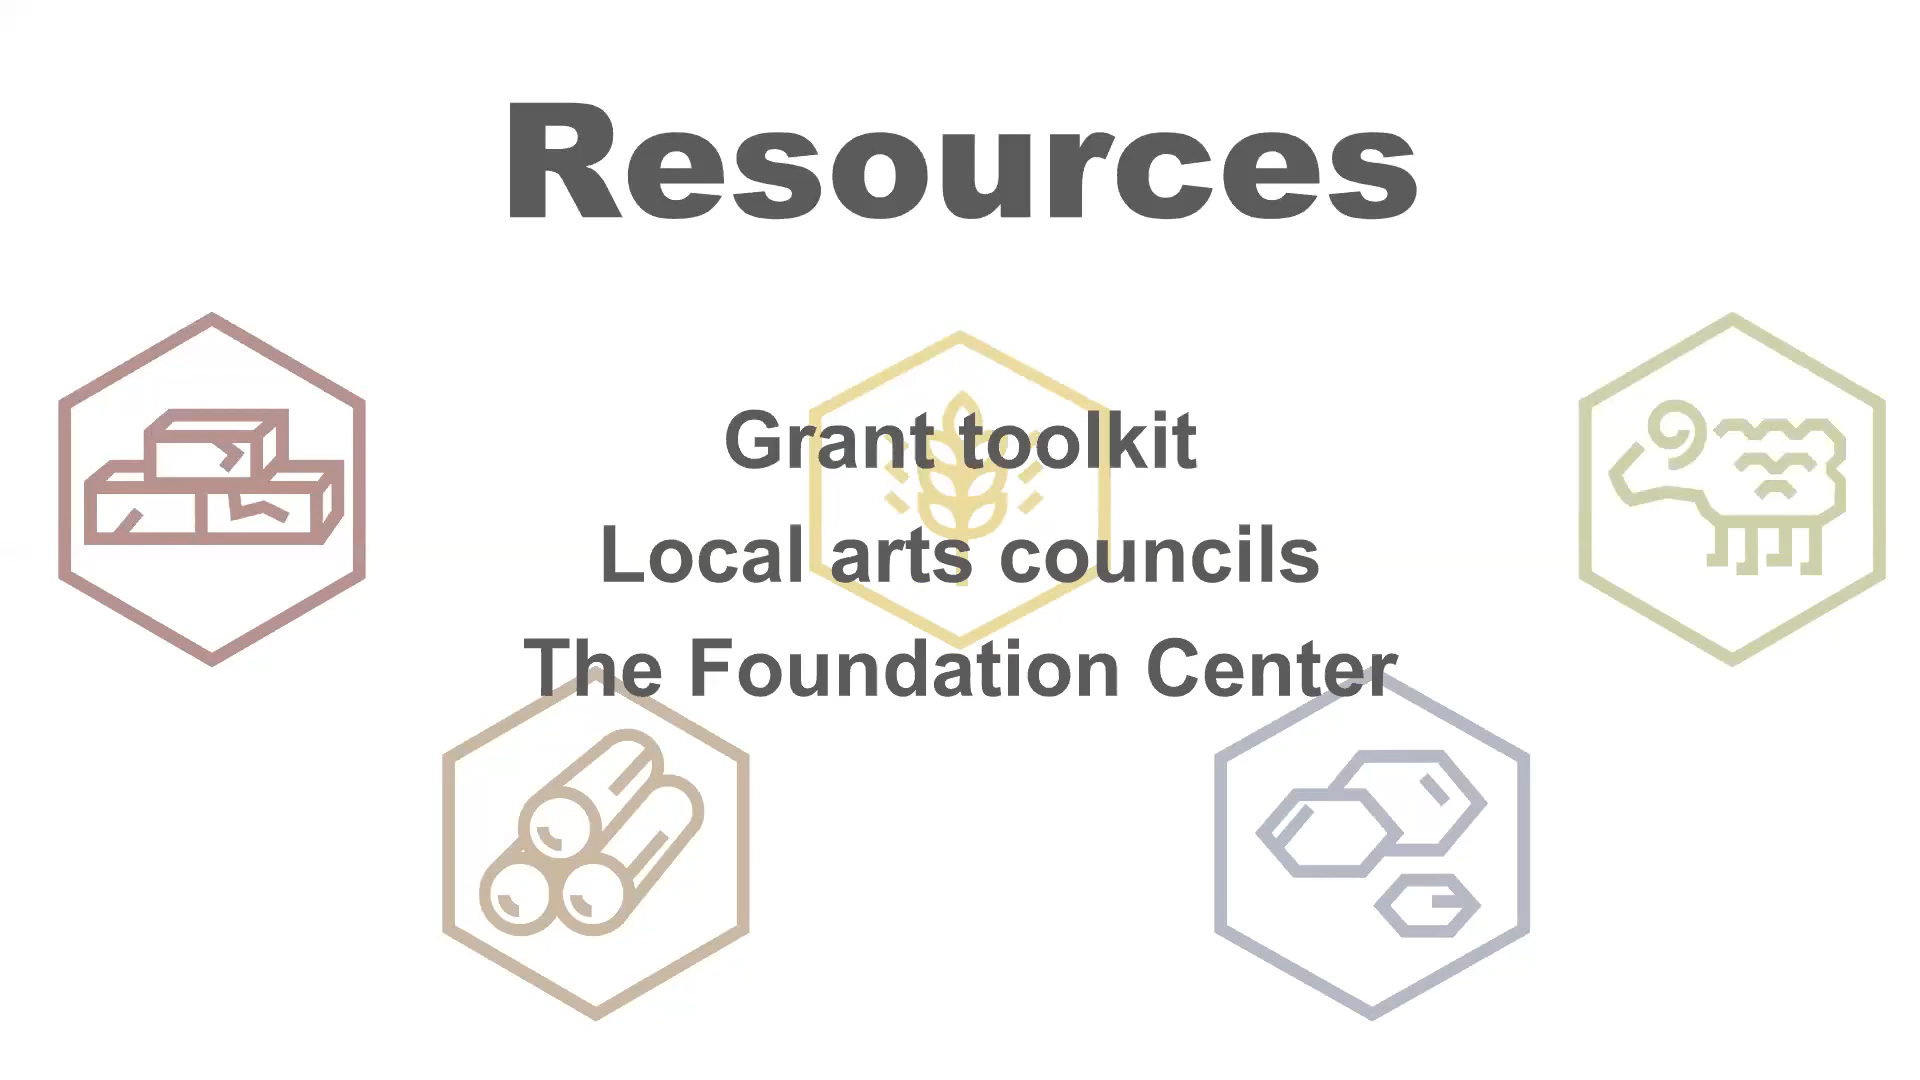 Resources
Grant toolkit
Local arts councils
The Foundation Center